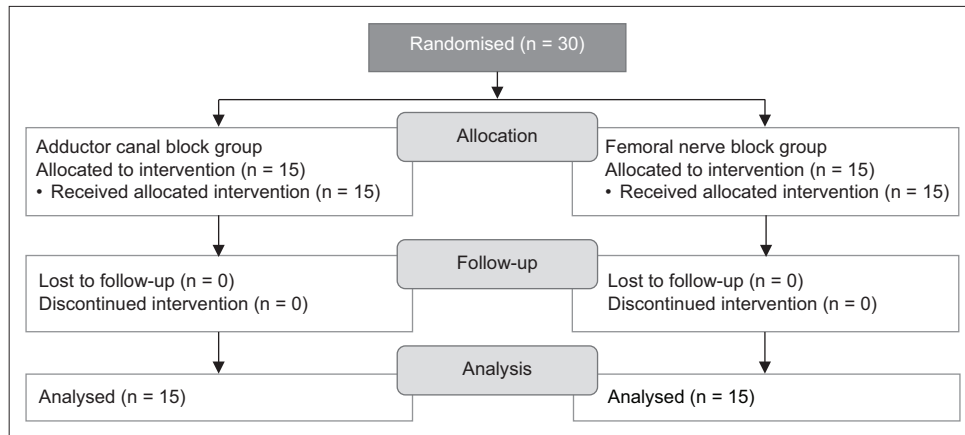 Randomised (n = 30)
Allocation
Adductor canal block group
Allocated to intervention (n = 15)
• Received allocated intervention (n = 15)
Femoral nerve block group
Allocated to intervention (n = 15)
• Received allocated intervention (n = 15)
Follow-up
Lost to follow-up (n = 0)
Discontinued intervention (n = 0)
Lost to follow-up (n = 0)
Discontinued intervention (n = 0)
Analysis
Analysed (n = 15)
Analysed (n = 15)